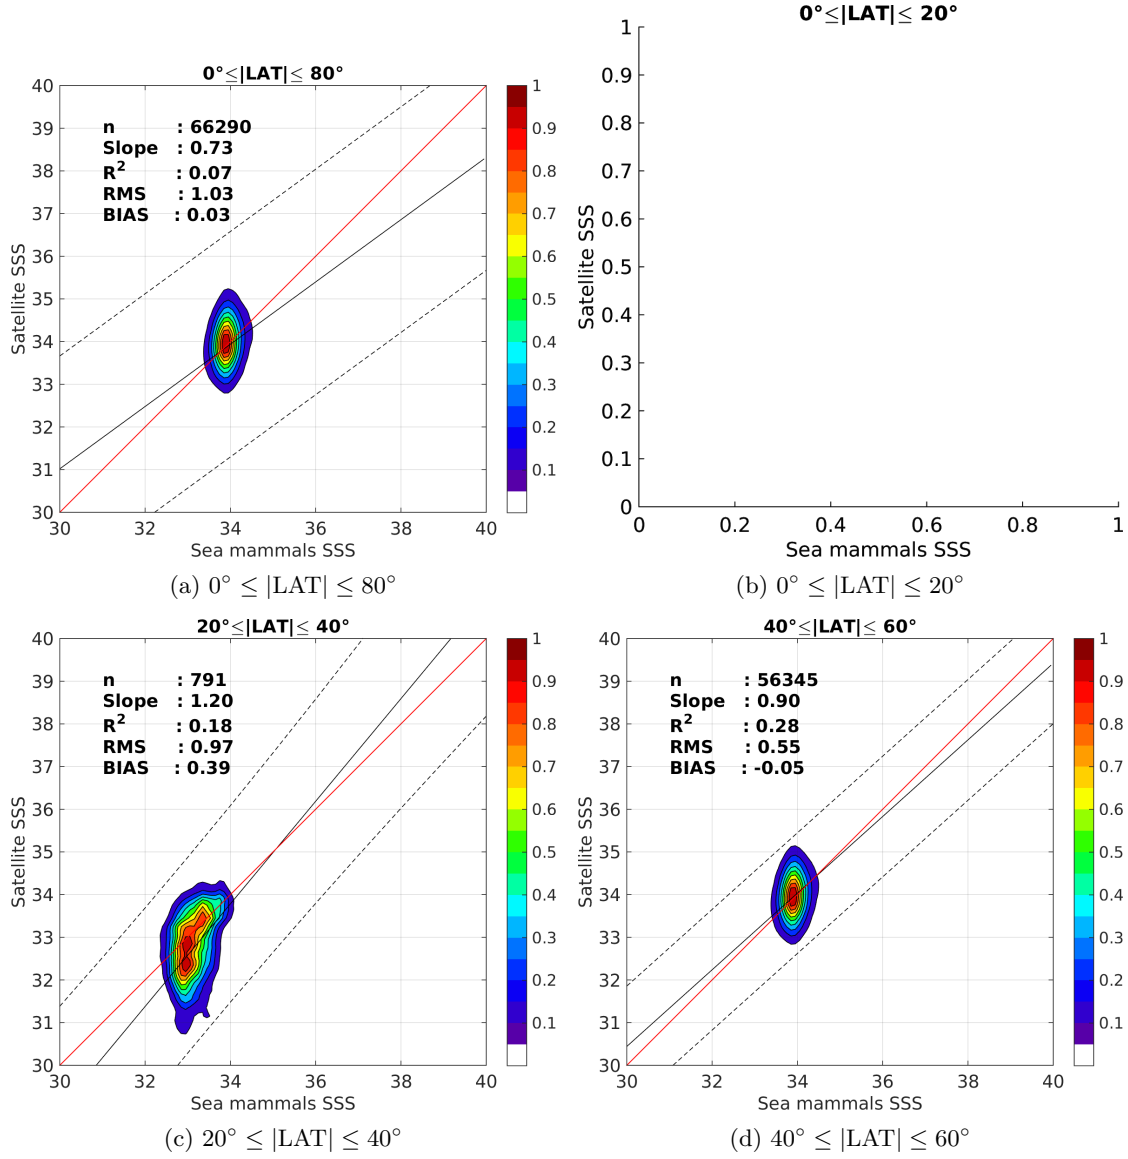 0°≤|LAT|≤ 80°
40
39
38
37
36
35
34
33
32
31
30
Satellite SSS
n : 66290
Slope : 0.73
R² : 0.07
RMS : 1.03
BIAS : 0.03
30 32 34 36 38 40
Sea mammals SSS
1
0.9
0.8
0.7
0.6
0.5
0.4
0.3
0.2
0.1
(a) 0° ≤ |LAT| ≤ 80°
0°≤|LAT|≤ 20°
1
0.9
0.8
0.7
0.6
0.5
0.4
0.3
0.2
0.1
0
Satellite SSS
0 0.2 0.4 0.6 0.8 1
Sea mammals SSS
(b) 0° ≤ |LAT| ≤ 20°
20°≤|LAT|≤ 40°
40
39
38
37
36
35
34
33
32
31
30
Satellite SSS
n : 791
Slope : 1.20
R² : 0.18
RMS : 0.97
BIAS : 0.39
30 32 34 36 38 40
Sea mammals SSS
1
0.9
0.8
0.7
0.6
0.5
0.4
0.3
0.2
0.1
(c) 20° ≤ |LAT| ≤ 40°
40°≤|LAT|≤ 60°
40
39
38
37
36
35
34
33
32
31
30
Satellite SSS
n : 56345
Slope : 0.90
R² : 0.28
RMS : 0.55
BIAS : -0.05
30 32 34 36 38 40
Sea mammals SSS
1
0.9
0.8
0.7
0.6
0.5
0.4
0.3
0.2
0.1
(d) 40° ≤ |LAT| ≤ 60°